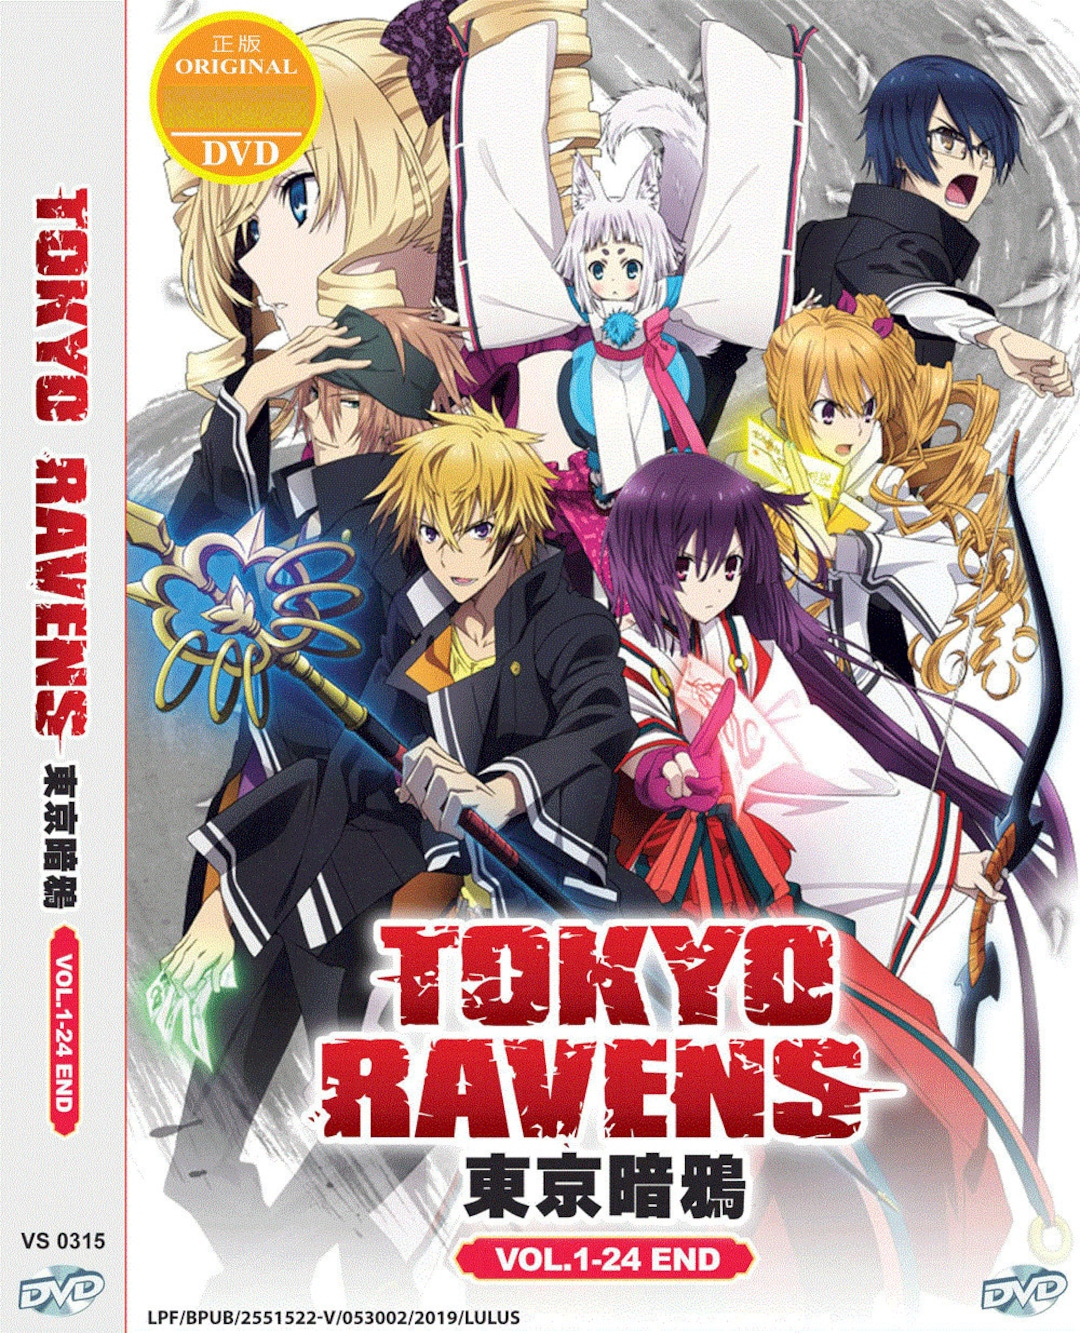 正版
ORIGINAL
DVD
TOKYO RAVENS
東京暗鴉
VOL.1-24 END
VS 0315
DVD
TOKYO
RAVENS
東京暗鴉
VOL.1-24 END
LPF/BPUB/2551522-V/053002/2019/LULUS
DVD